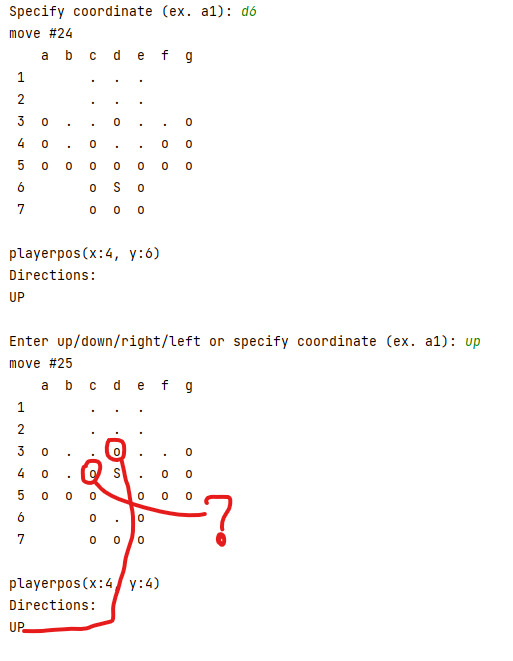 Specify coordinate (ex. a1): d6
move #24
a b c d e f g
1 . . .
2 . . .
3 o . . o . . o
4 o . o . . o o
5 o o o o o o o
6 o S o
7 o o o
playerpos(x:4, y:6)
Directions:
UP
Enter up/down/right/left or specify coordinate (ex. a1): up
move #25
a b c d e f g
1 . . .
2 . . .
3 o . . o . . o
4 o . o S . o o
5 o o o o o o
6 o . o
7 o o o
?
playerpos(x:4, y:4)
Directions:
UP